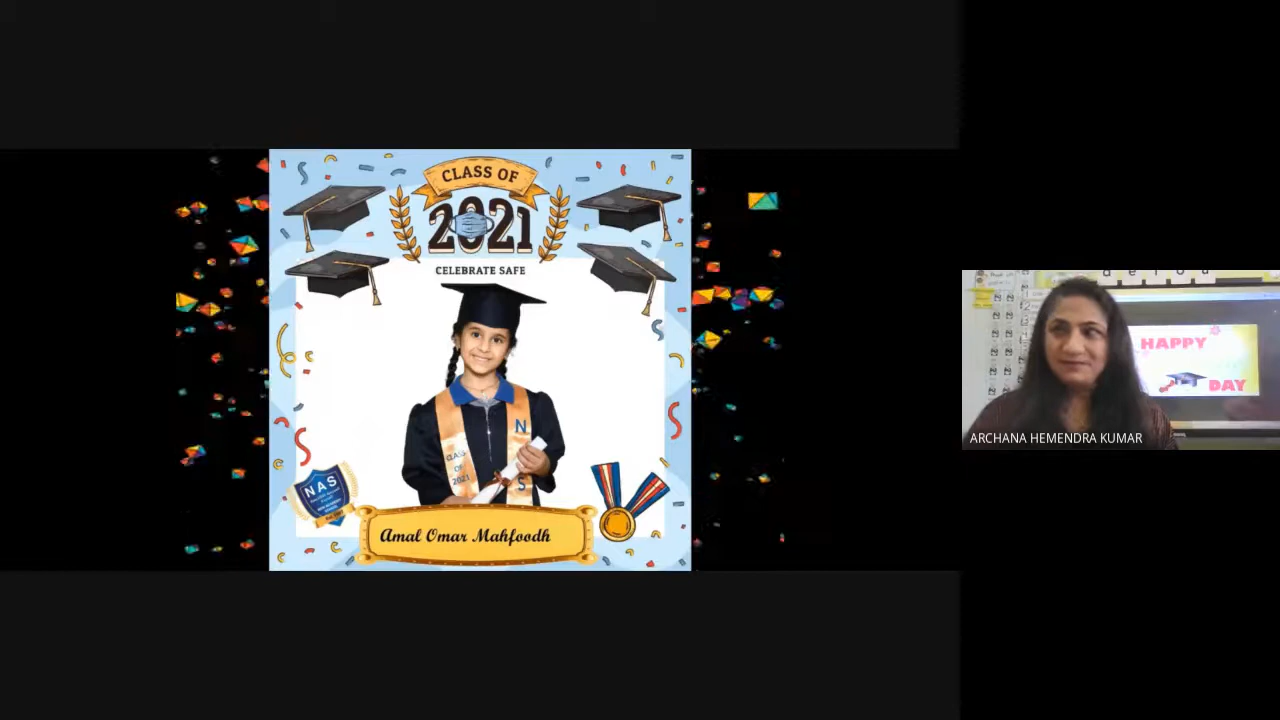 CLASS OF
2021
CELEBRATE SAFE
N
CLASS
OF
2021
S
NAS
Amal Omar Mahfoodh
HAPPY
DAY
ARCHANA HEMENDRA KUMAR